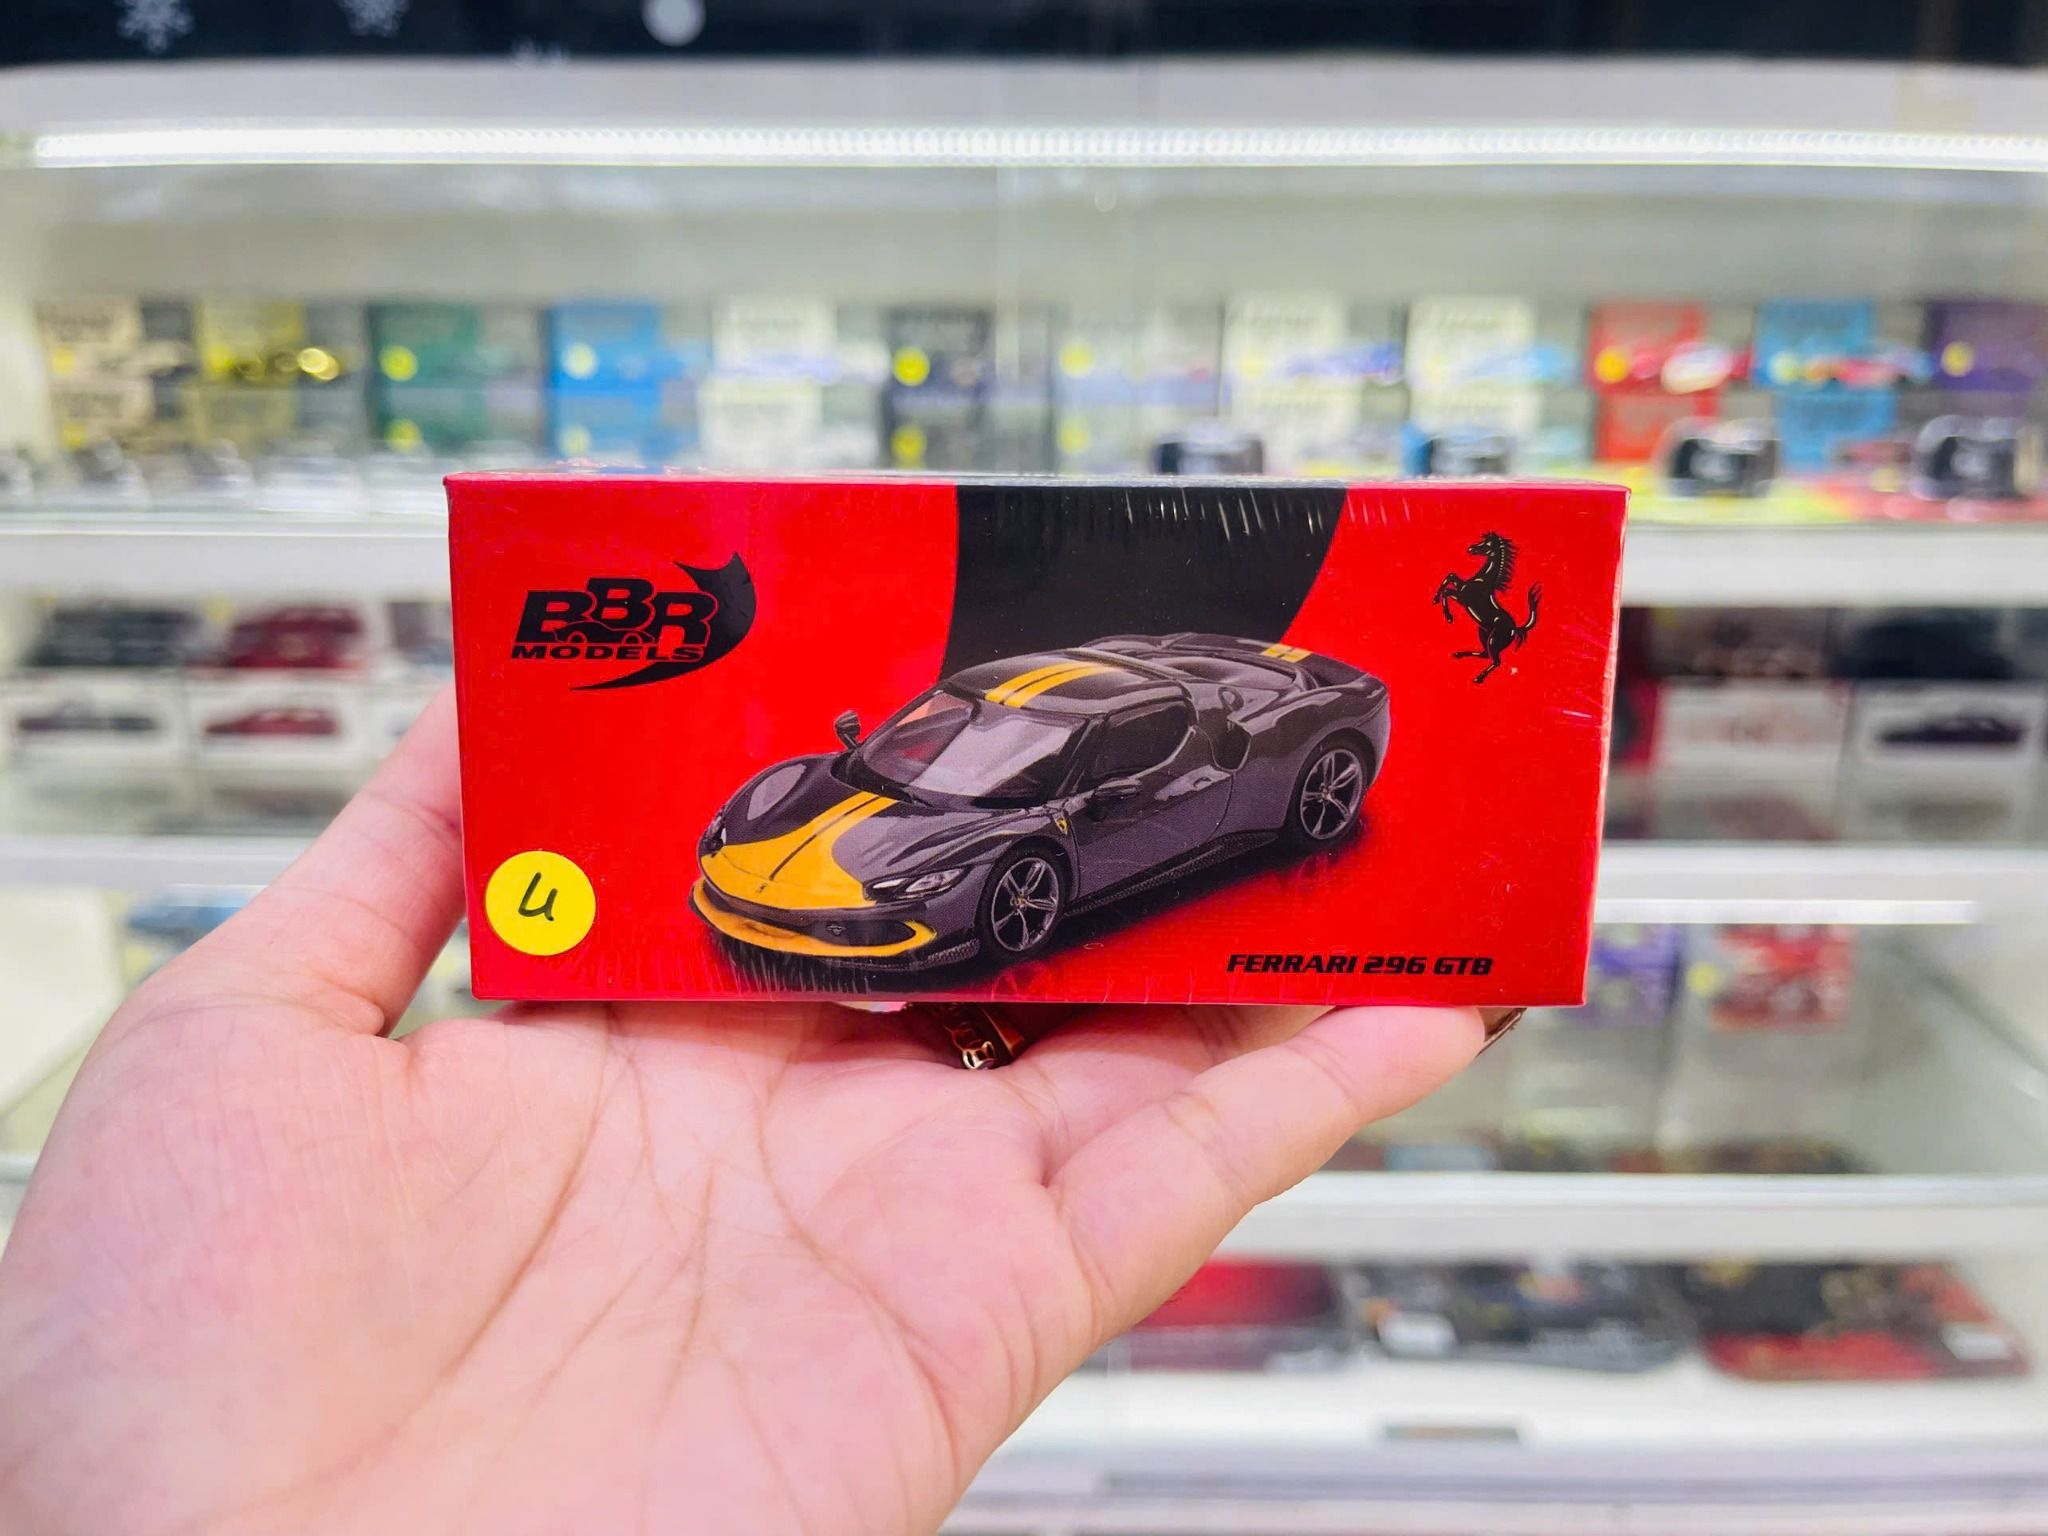 BBR
MODELS
U
FERRARI 296 GTB